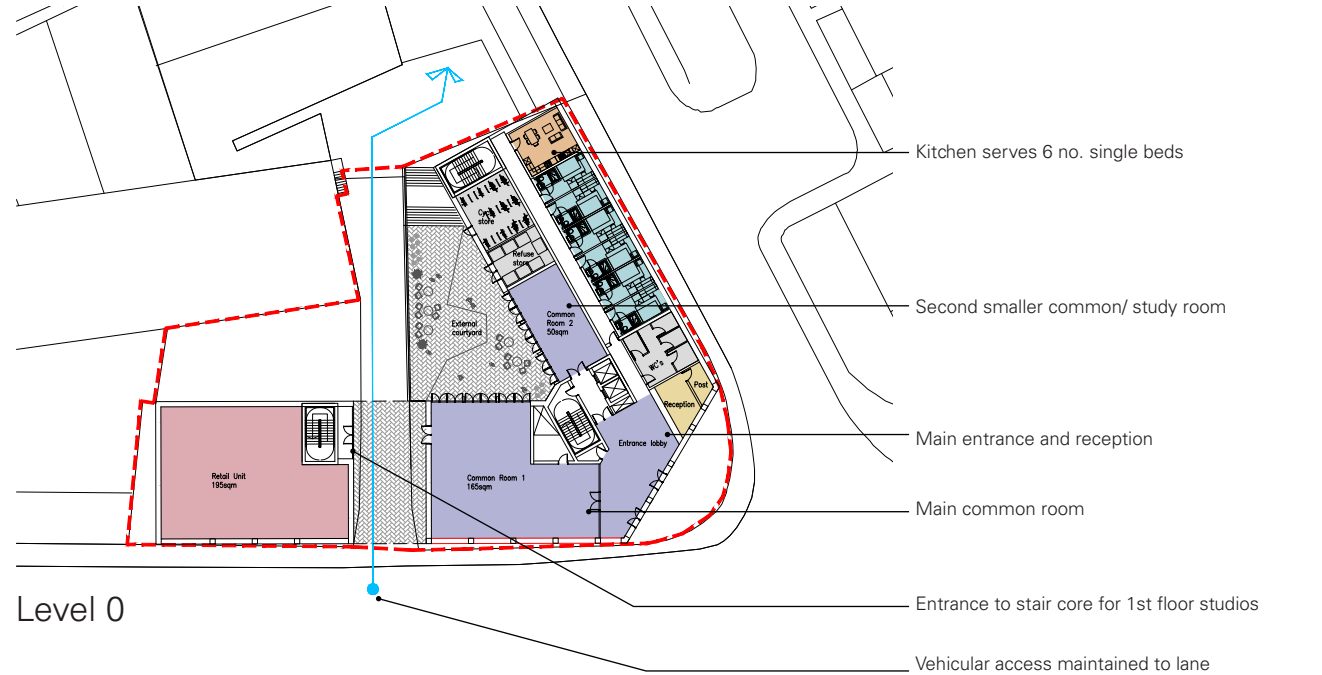 Kitchen serves 6 no. single beds
Cycle
store
Refuse
store
Second smaller common/ study room
Common
Room 2
50sqm
External
courtyard
WC's
Post
Reception
Main entrance and reception
Entrance lobby
Retail Unit
195sqm
Common Room 1
165sqm
Main common room
Level 0
Entrance to stair core for 1st floor studios
Vehicular access maintained to lane